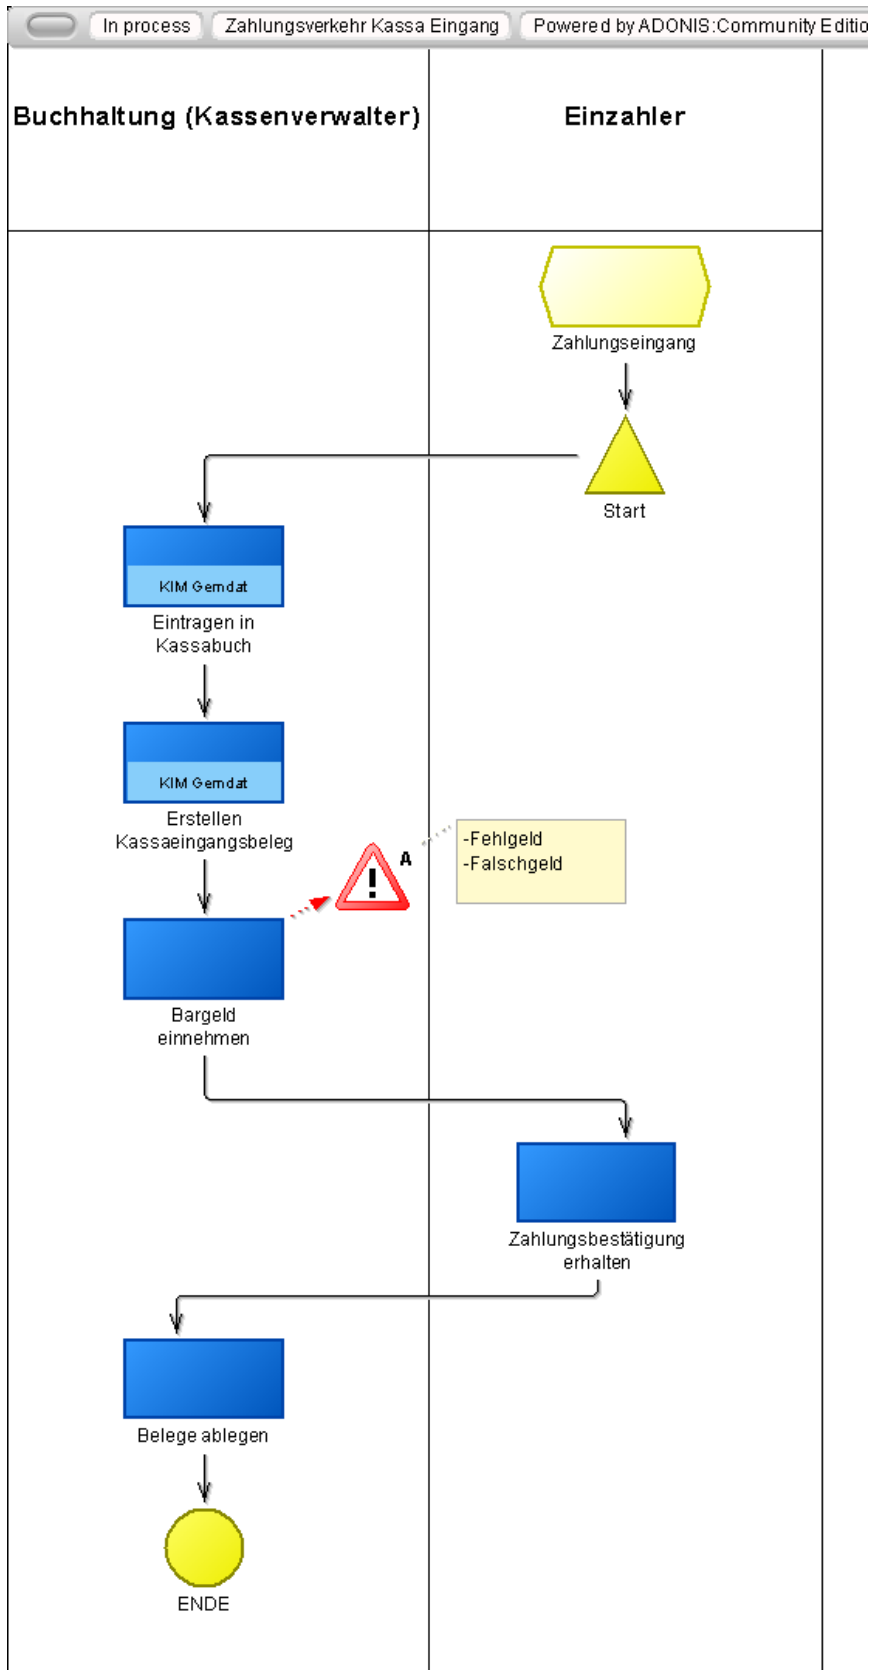 In process
Zahlungsverkehr Kassa Eingang
Powered by ADONIS:Community Editio
Buchhaltung (Kassenverwalter)
Einzahler
Zahlungseingang
Start
KIM Gemdat
Eintragen in
Kassabuch
KIM Gemdat
Erstellen
Kassaeingangsbeleg
!
A
-Fehlgeld
-Falschgeld
Bargeld
einnehmen
Zahlungsbestätigung
erhalten
Belege ablegen
ENDE